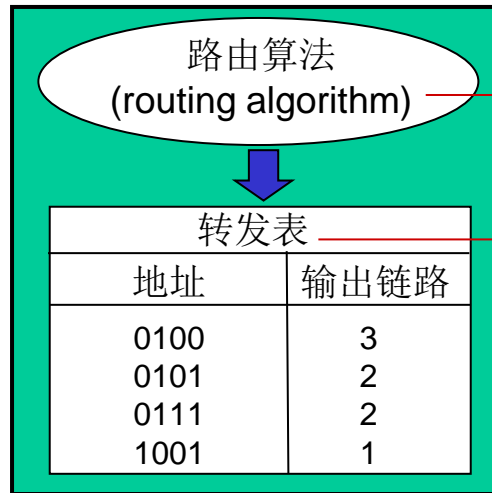 路由算法
(routing algorithm)
转发表
地址 输出链路
0100 3
0101 2
0111 2
1001 1